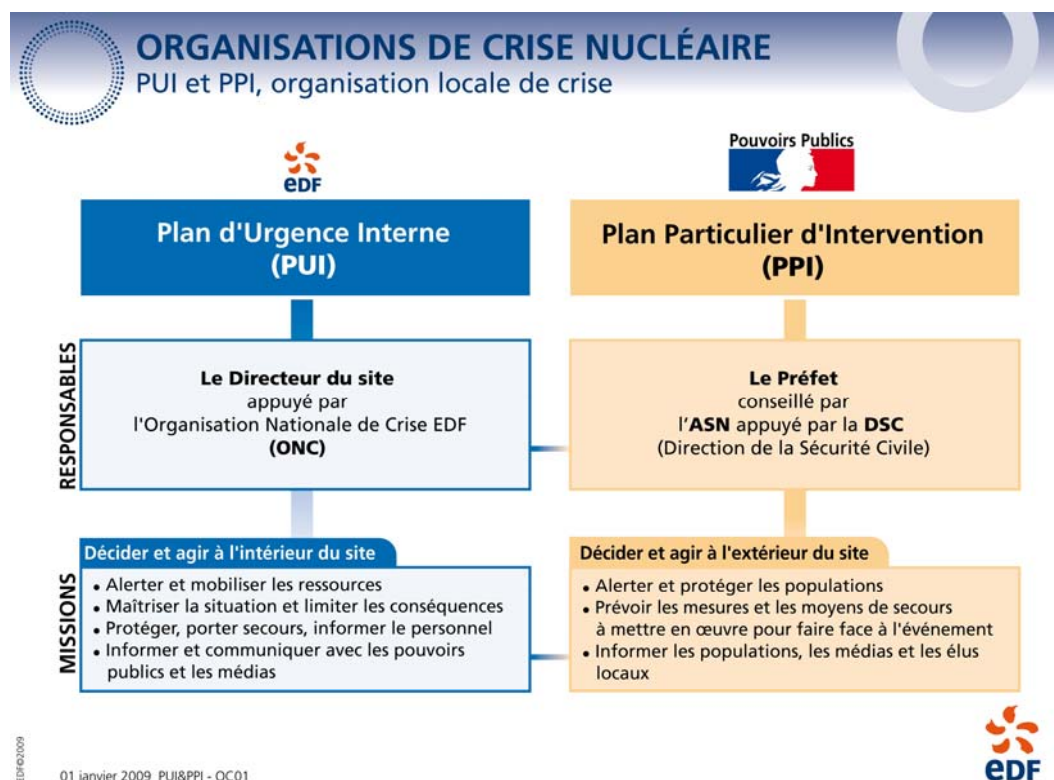 ORGANISATIONS DE CRISE NUCLÉAIRE
PUI et PPI, organisation locale de crise
eDF
Pouvoirs Publics
Plan d'Urgence Interne
(PUI)
Plan Particulier d'Intervention
(PPI)
RESPONSABLES
Le Directeur du site
appuyé par
l'Organisation Nationale de Crise EDF
(ONC)
Le Préfet
conseillé par
l'ASN appuyé par la DSC
(Direction de la Sécurité Civile)
MISSIONS
Décider et agir à l'intérieur du site
• Alerter et mobiliser les ressources
• Maîtriser la situation et limiter les conséquences
• Protéger, porter secours, informer le personnel
• Informer et communiquer avec les pouvoirs
publics et les médias
Décider et agir à l'extérieur du site
• Alerter et protéger les populations
• Prévoir les mesures et les moyens de secours
à mettre en œuvre pour faire face à l'événement
• Informer les populations, les médias et les élus
locaux
EDF©2009
01 janvier 2009 PUI&PPI - OC01
eDF